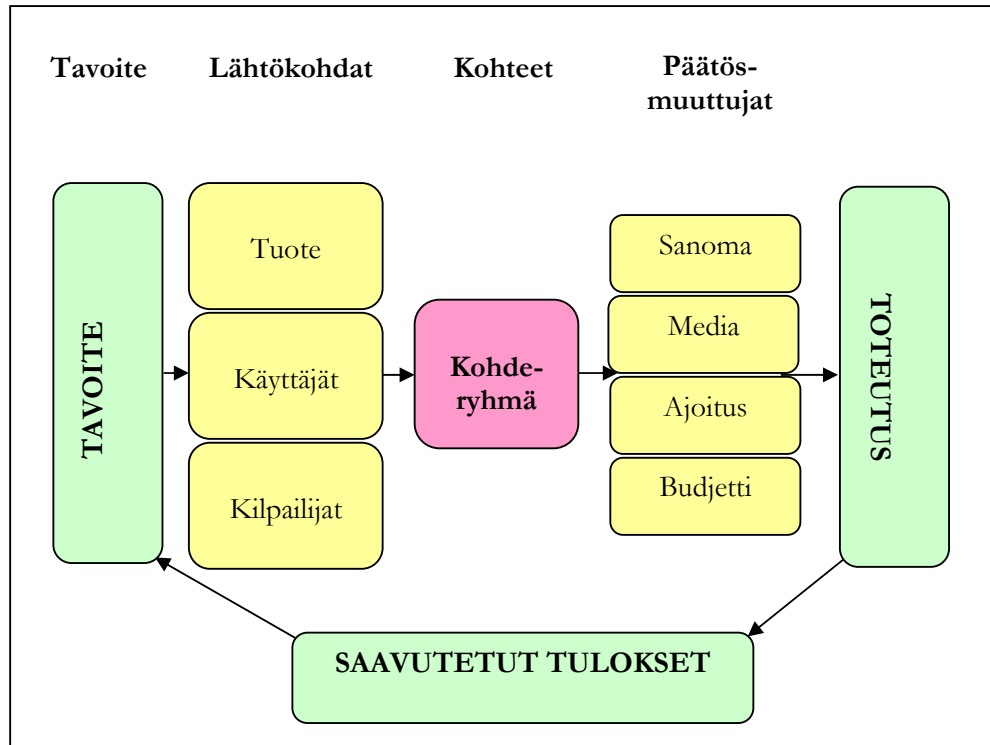 Tavoite
Lähtökohdat
Kohteet
Päätös-
muuttujat
TAVOITE
Tuote
Käyttäjät
Kilpailijat
Kohde-
ryhmä
Sanoma
Media
Ajoitus
Budjetti
TOTEUTUS
SAAVUTETUT TULOKSET